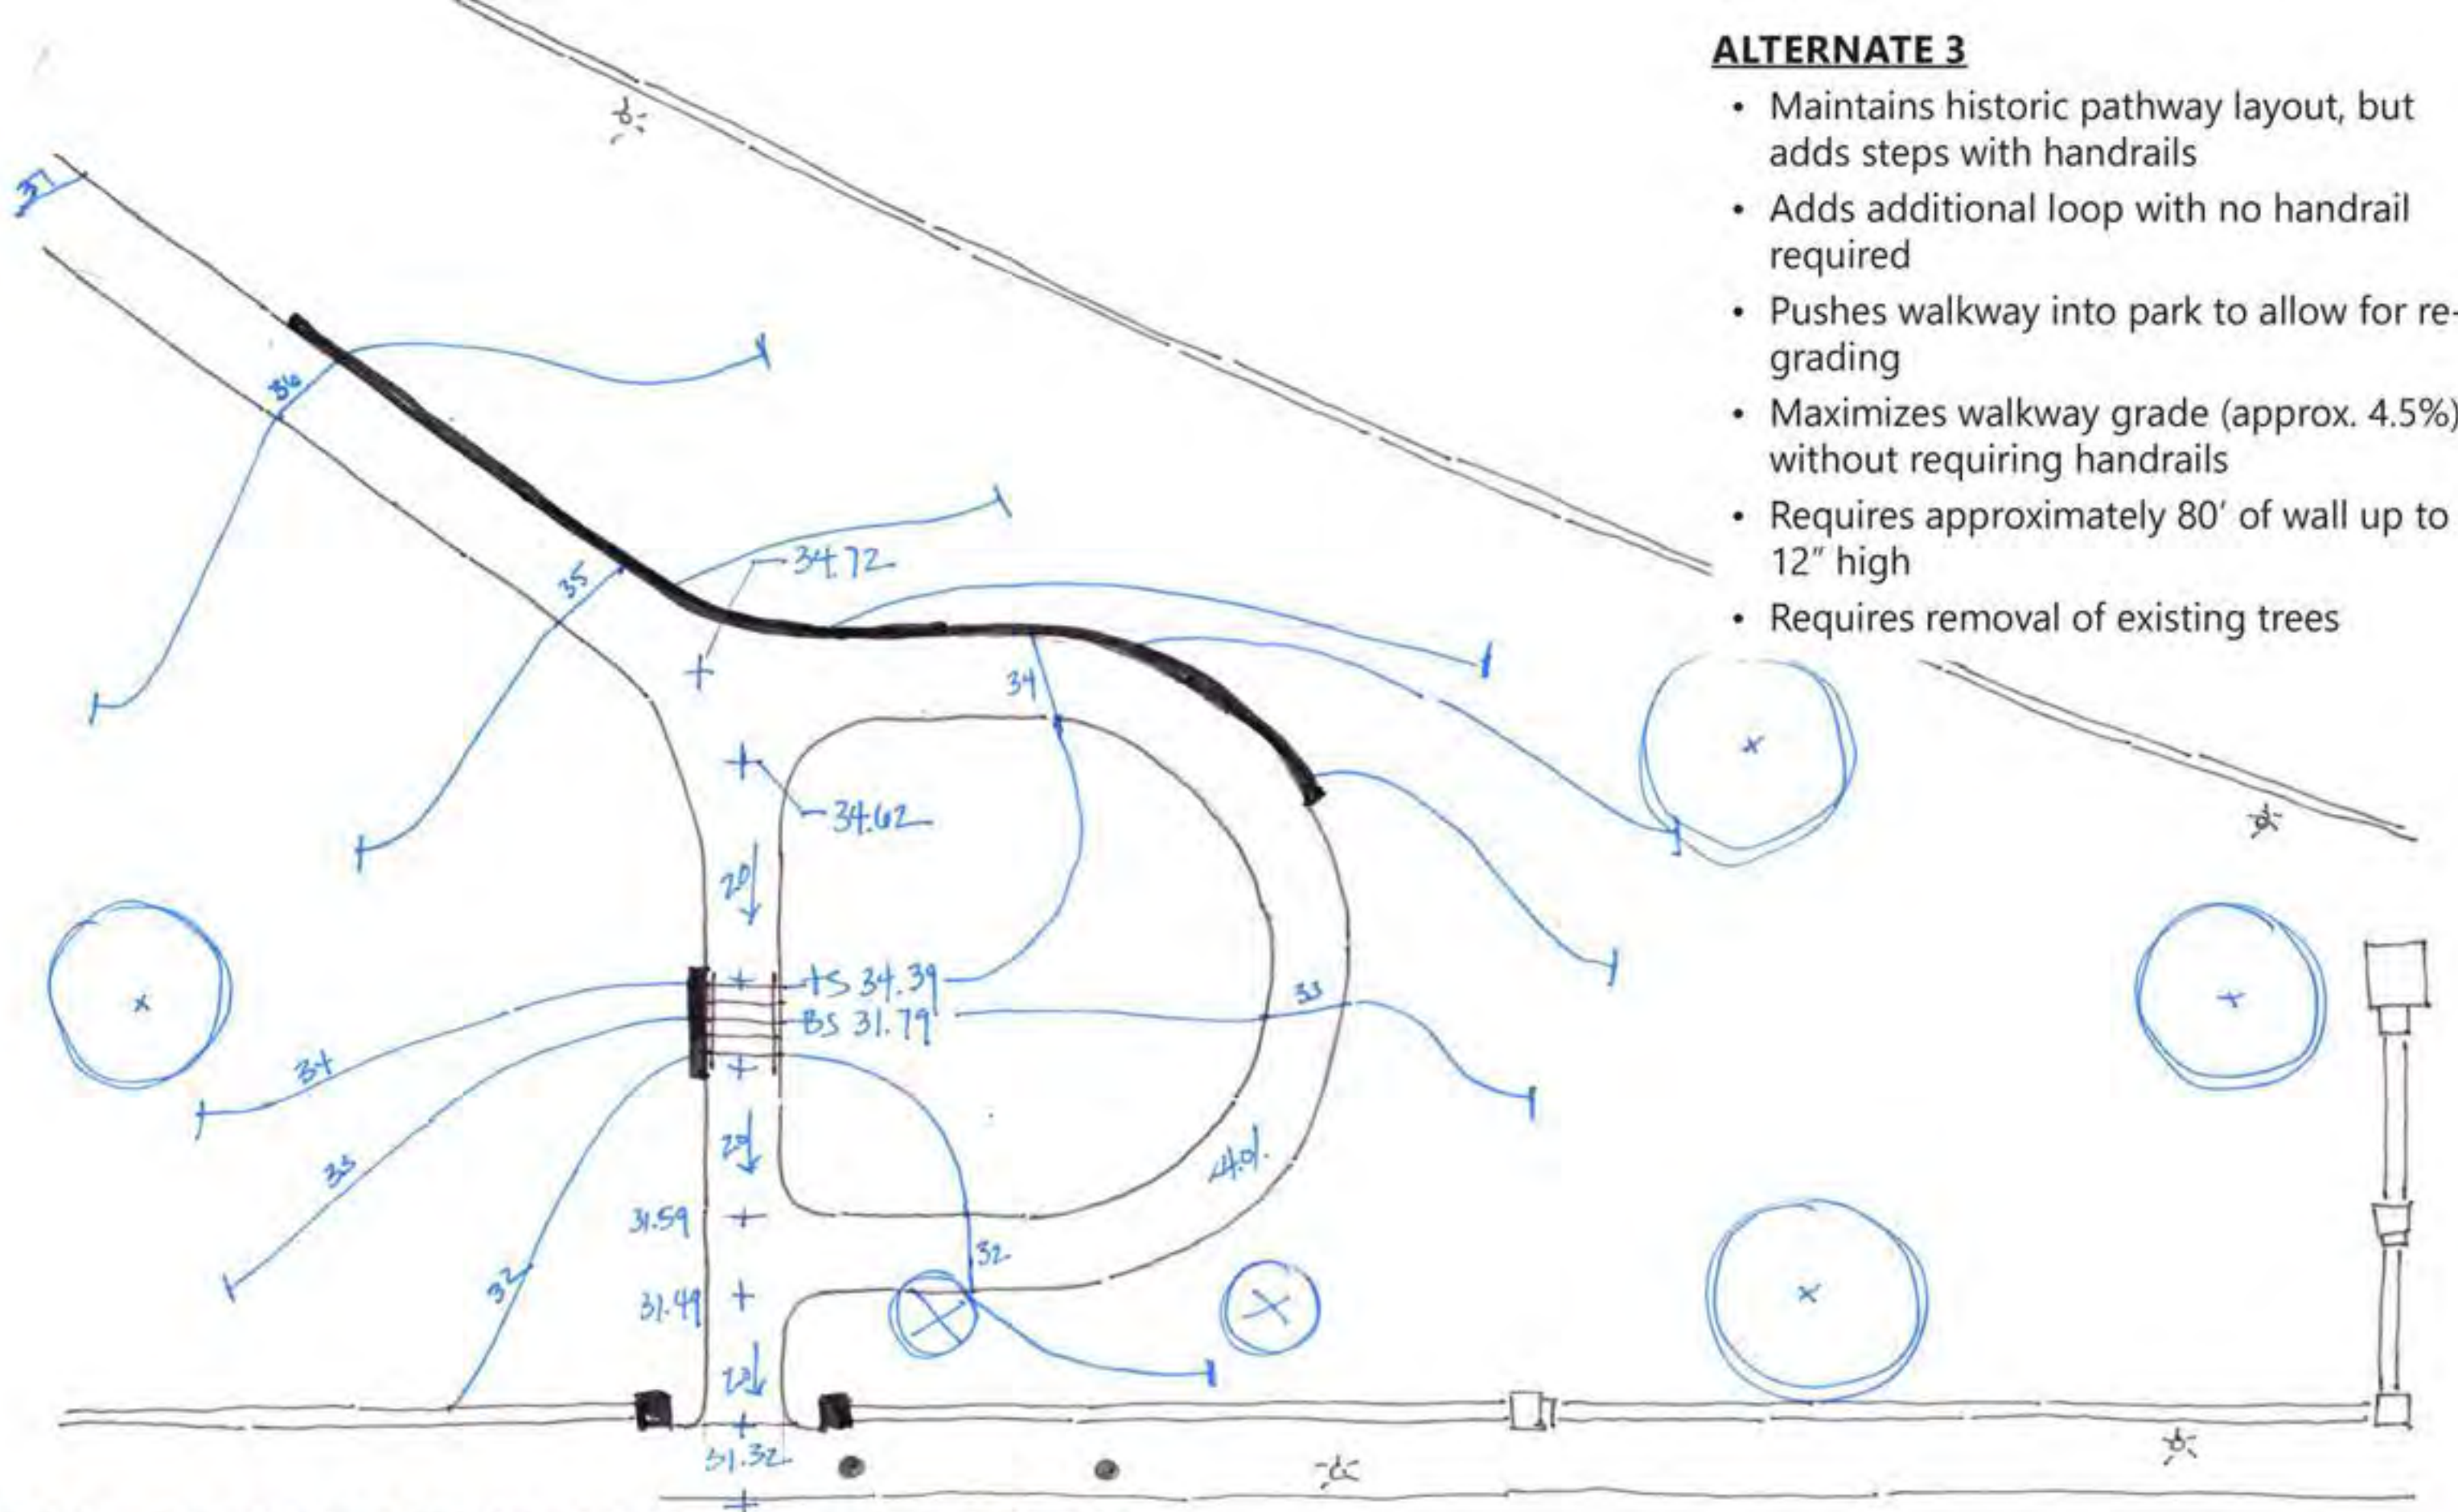 ALTERNATE 3
• Maintains historic pathway layout, but
adds steps with handrails
• Adds additional loop with no handrail
required
• Pushes walkway into park to allow for re-
grading
• Maximizes walkway grade (approx. 4.5%)
without requiring handrails
• Requires approximately 80' of wall up to
12" high
• Requires removal of existing trees
37
36
35
34.72
34
34.62
TS 34.39
BS 31.79
33
34
33
4.0%
31.59
32
32
31.49
31.32